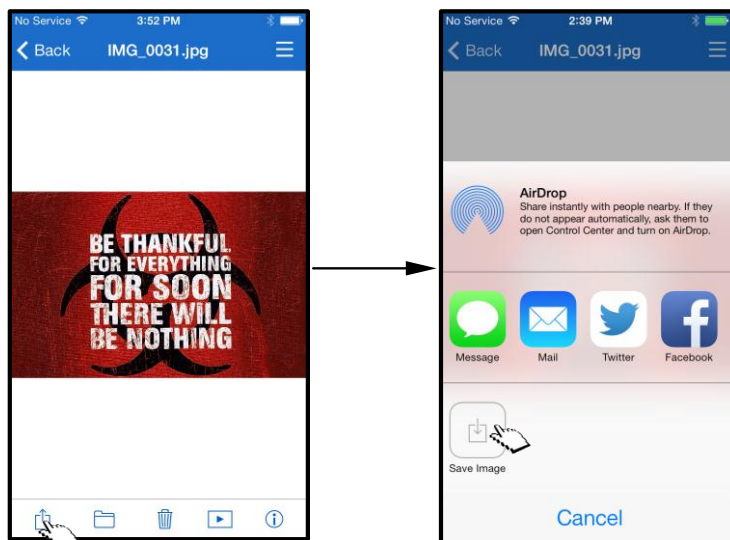 No Service 3:52 PM
Back IMG_0031.jpg
BE THANKFUL
FOR EVERYTHING
FOR SOON
THERE WILL
BE NOTHING
No Service 2:39 PM
Back IMG_0031.jpg
AirDrop
Share instantly with people nearby. If they
do not appear automatically, ask them to
open Control Center and turn on AirDrop.
Message Mail Twitter Facebook
Save Image
Cancel